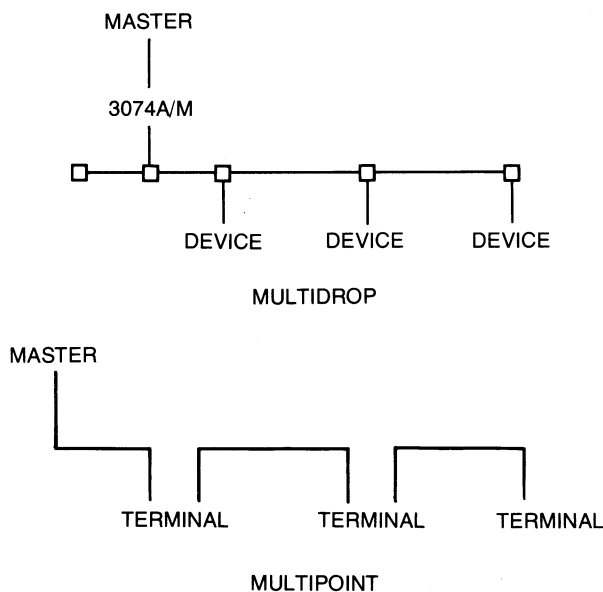 MASTER
3074A/M
DEVICE DEVICE DEVICE
MULTIDROP
MASTER
TERMINAL TERMINAL TERMINAL
MULTIPOINT